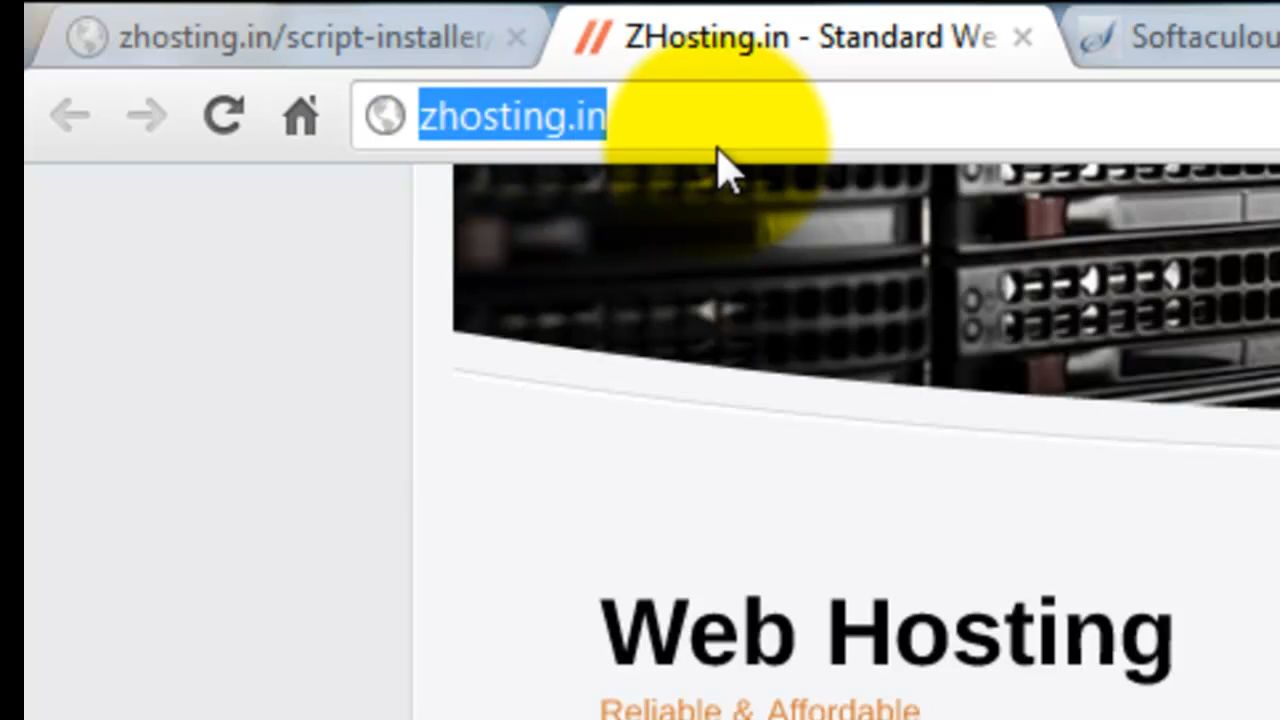 zhosting.in/script-installer/
ZHosting.in - Standard We
Softaculou
zhosting.in
Web Hosting
Reliable & Affordable